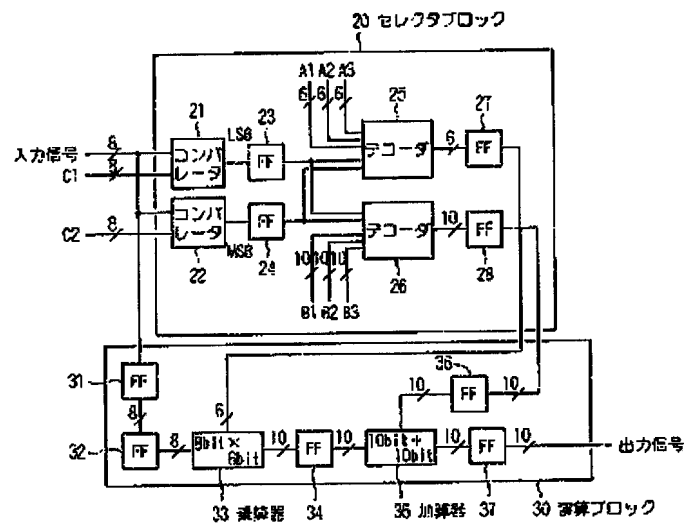 20 セレクタブロック
A1 A2 A3
6 6 6
25
27
21
LSB
23
入力信号
8
コンパレータ
FF
デコーダ
6
FF
C1
8
コンパレータ
FF
デコーダ
10
FF
C2
8
MSB
22
24
10 10 10
26
28
B1 B2 B3
31
FF
36
8
6
10
FF
10
32
FF
8
8bit×
6bit
10
FF
10
10bit+
10bit
10
FF
10
出力信号
33 乗算器
34
35 加算器
37
30 演算ブロック